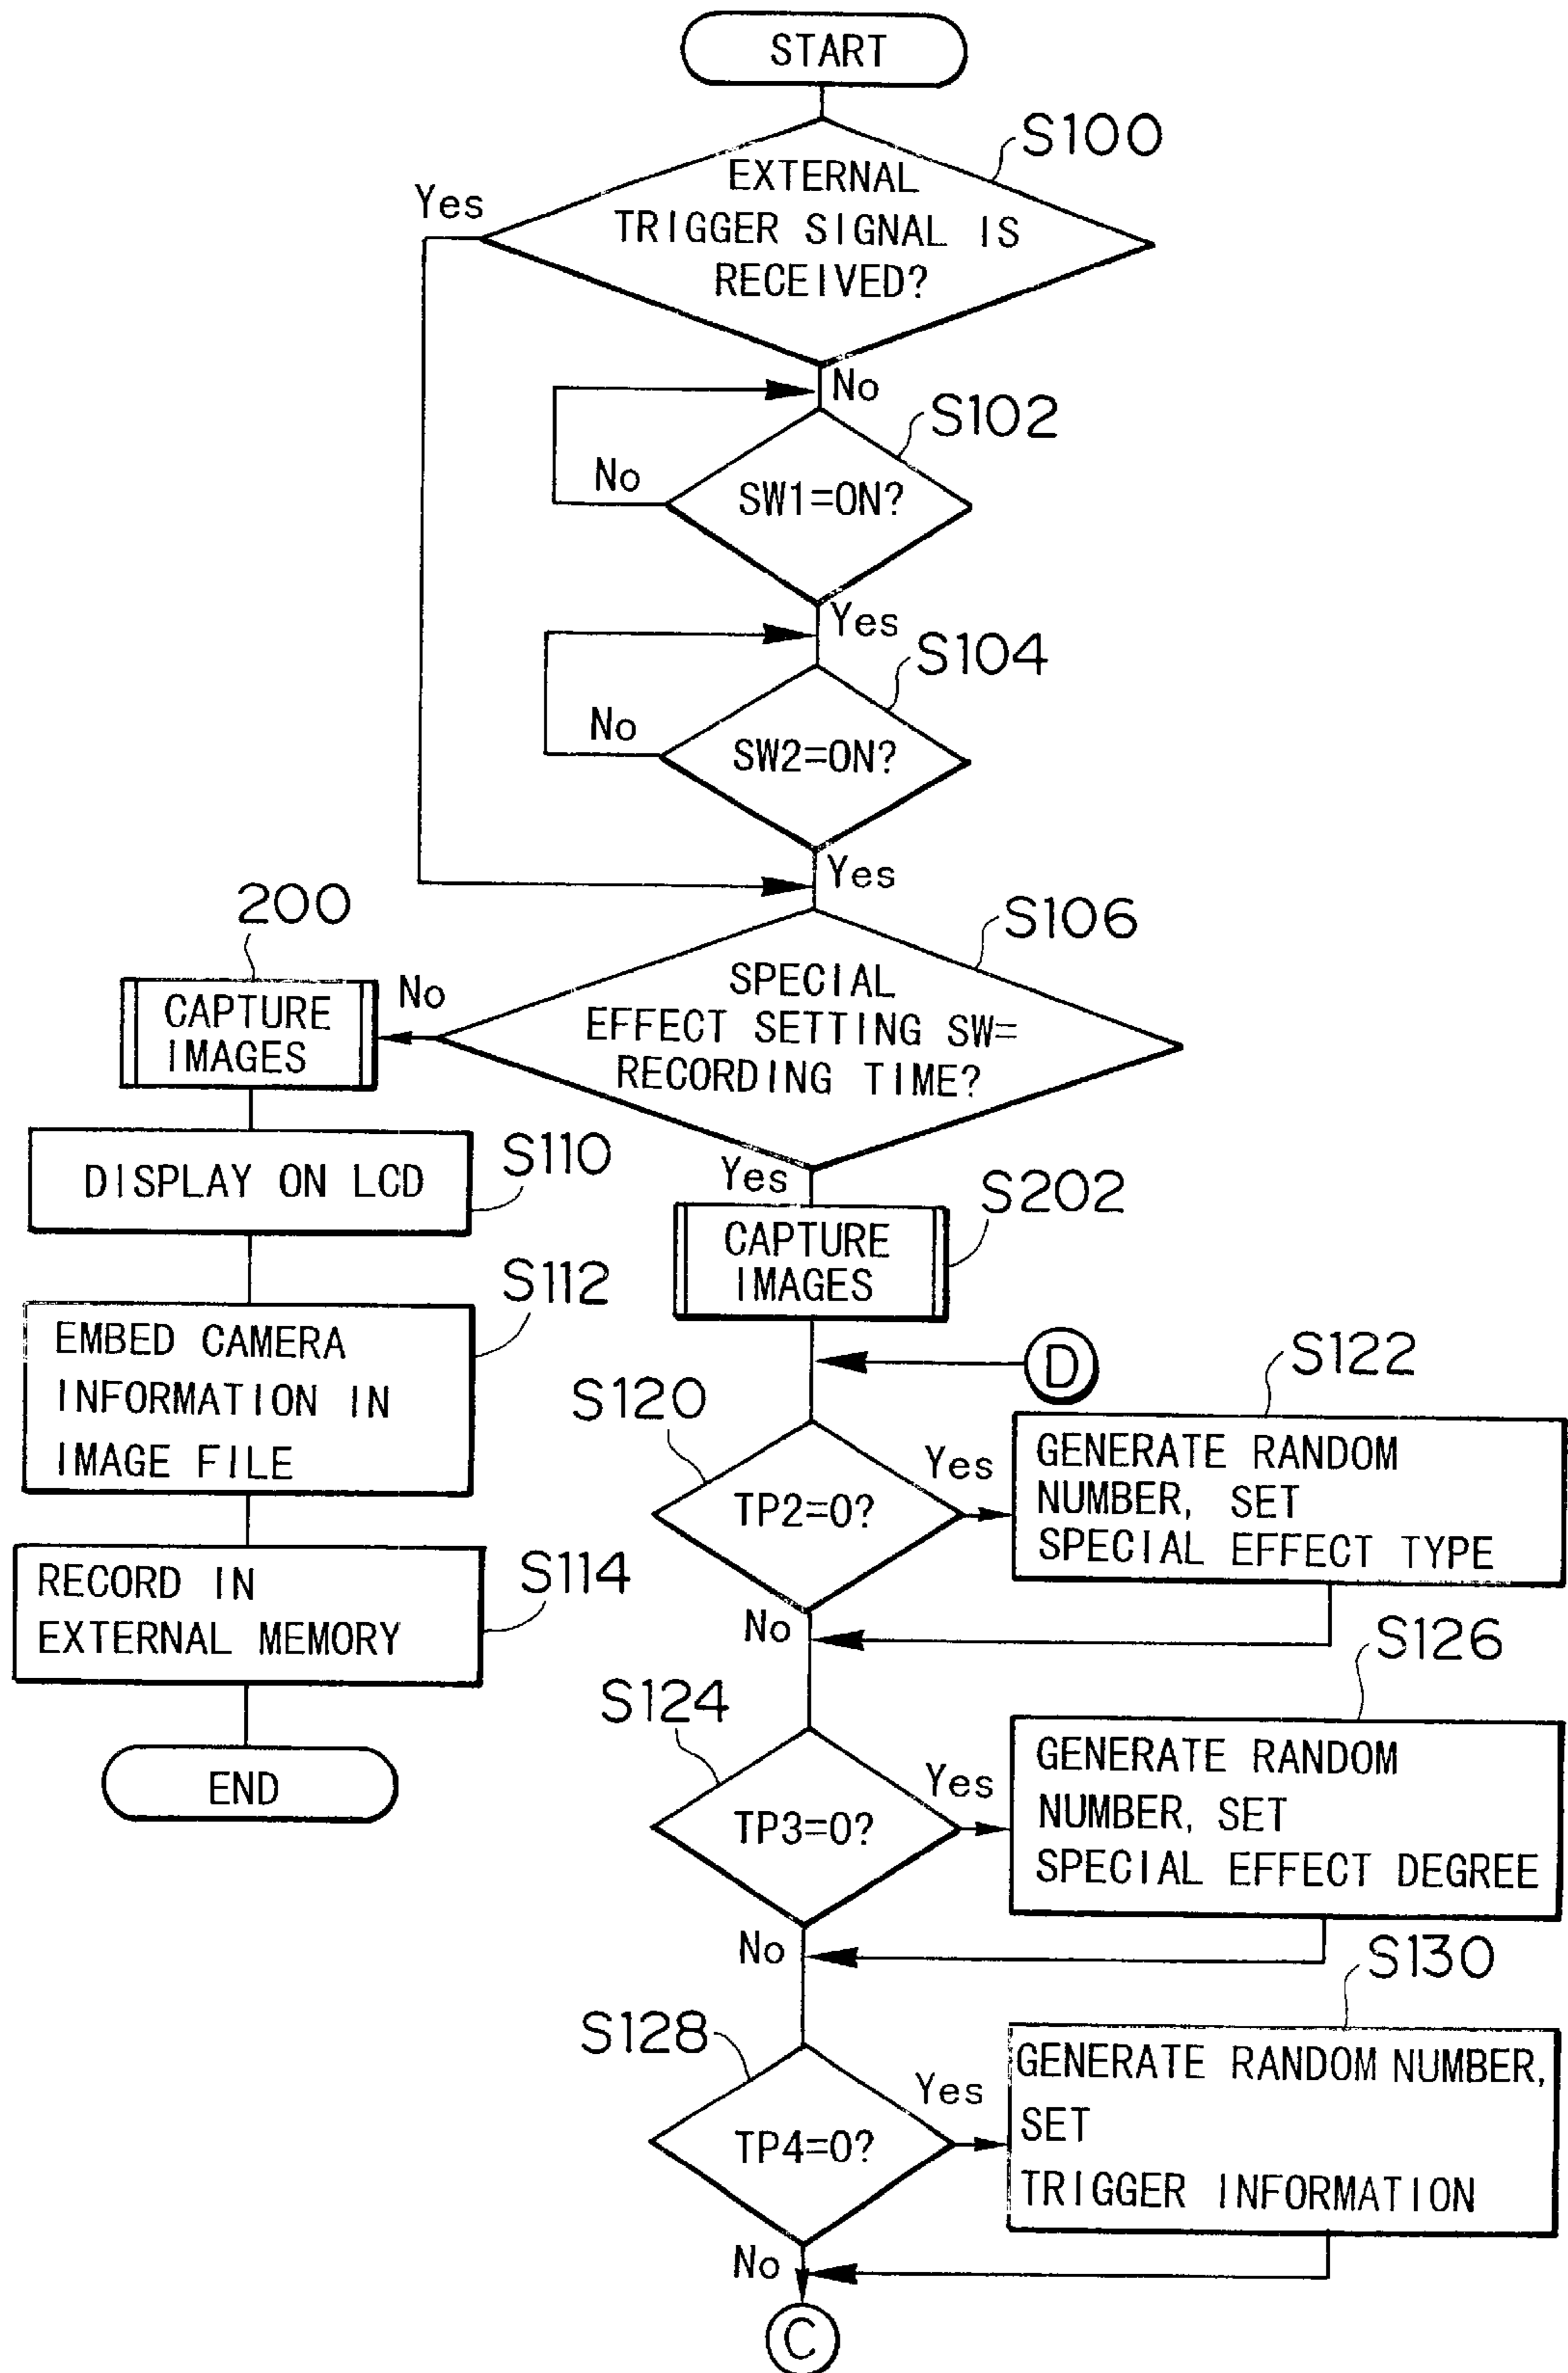 START
S100
EXTERNAL
TRIGGER SIGNAL IS
RECEIVED?
Yes
No
S102
SW1=ON?
No
Yes
S104
SW2=ON?
No
Yes
S106
SPECIAL
EFFECT SETTING SW=
RECORDING TIME?
No
200
CAPTURE
IMAGES
S110
DISPLAY ON LCD
S112
EMBED CAMERA
INFORMATION IN
IMAGE FILE
S114
RECORD IN
EXTERNAL MEMORY
END
Yes
S202
CAPTURE
IMAGES
D
S120
TP2=0?
Yes
S122
GENERATE RANDOM
NUMBER, SET
SPECIAL EFFECT TYPE
No
S124
TP3=0?
Yes
S126
GENERATE RANDOM
NUMBER, SET
SPECIAL EFFECT DEGREE
No
S128
TP4=0?
Yes
S130
GENERATE RANDOM NUMBER,
SET
TRIGGER INFORMATION
No
C